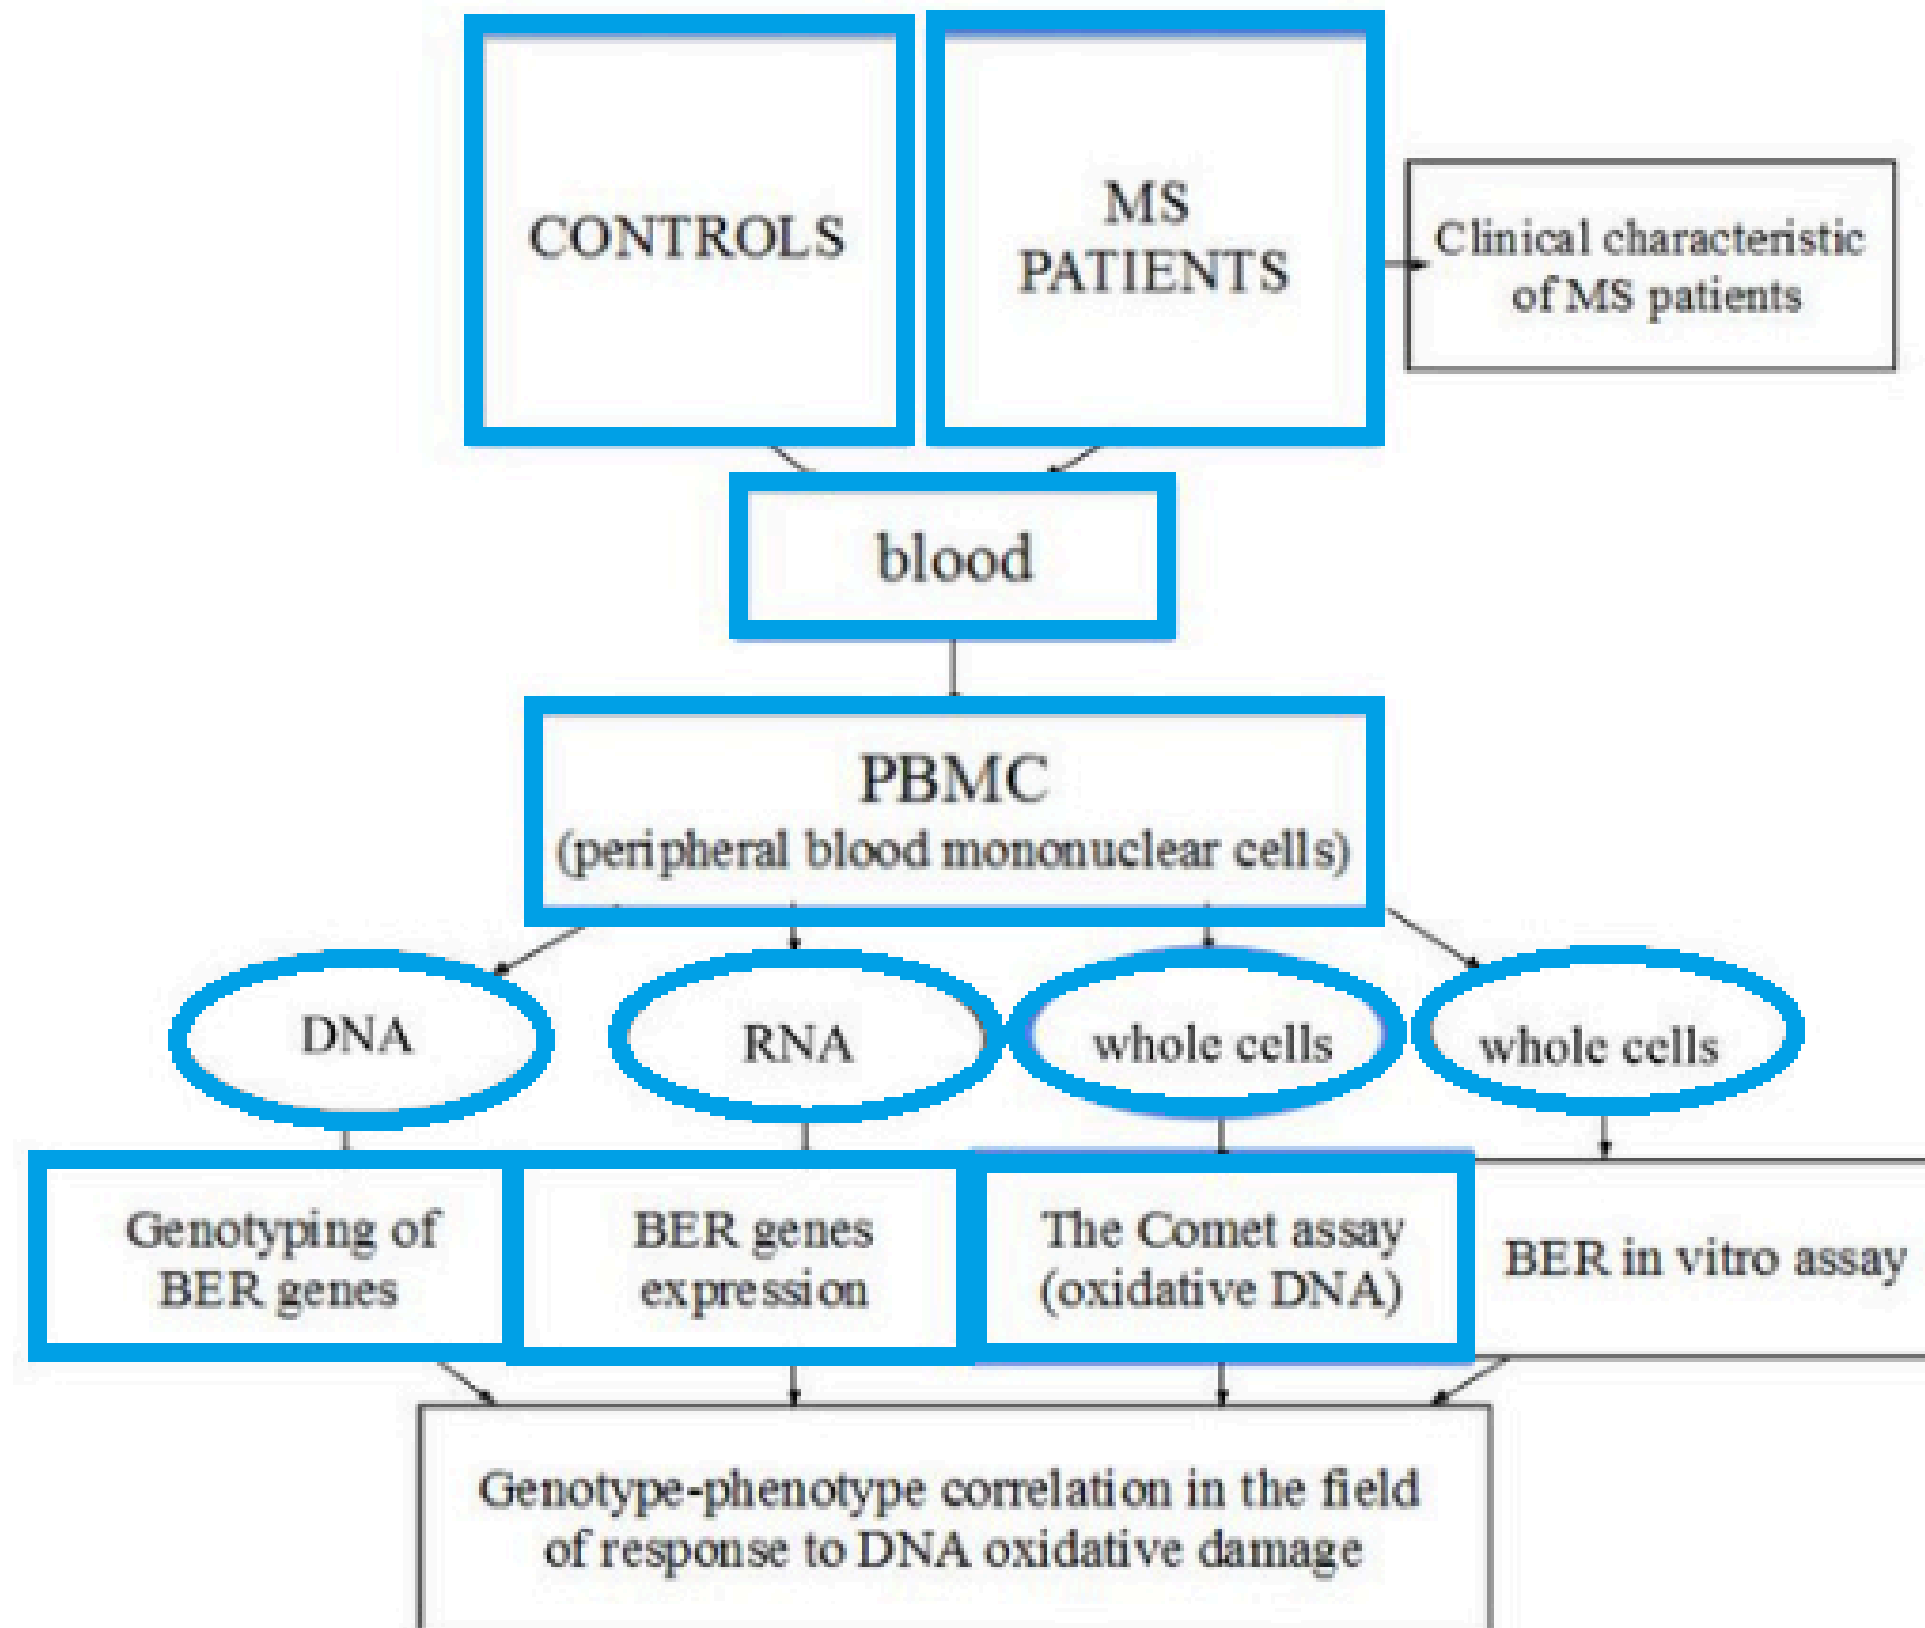 CONTROLS
MS
PATIENTS
Clinical characteristic
of MS patients
blood
PBMC
(peripheral blood mononuclear cells)
DNA
RNA
whole cells
whole cells
Genotyping of
BER genes
BER genes
expression
The Comet assay
(oxidative DNA)
BER in vitro assay
Genotype-phenotype correlation in the field
of response to DNA oxidative damage